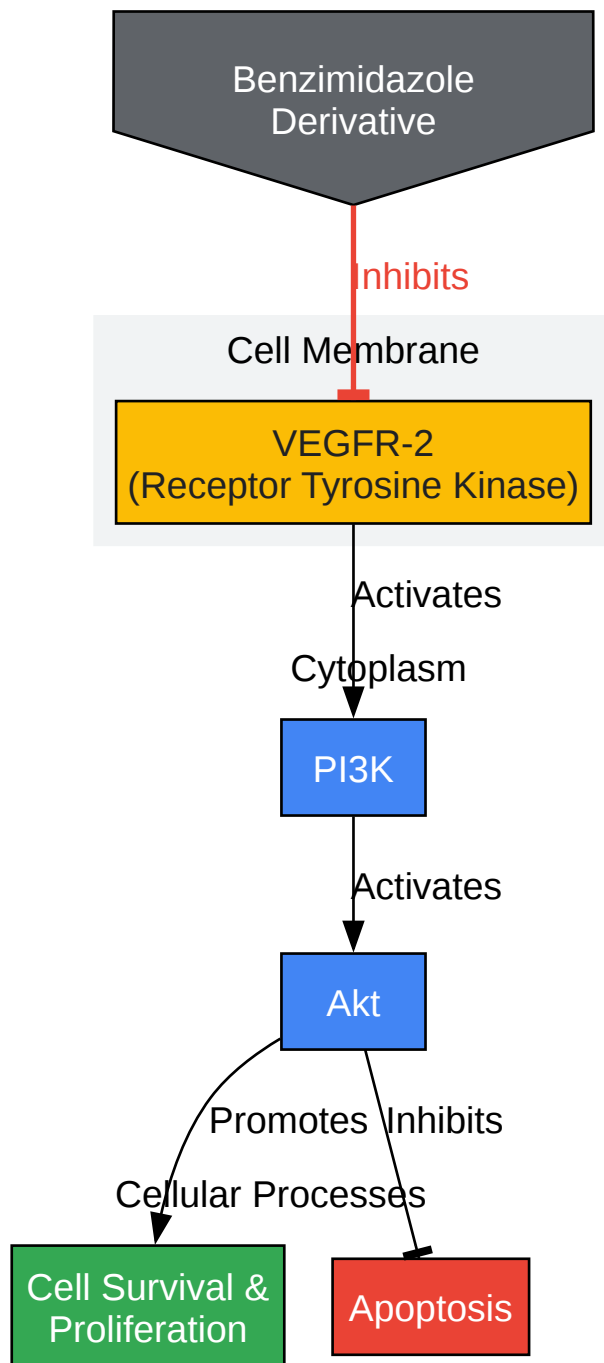 Benzimidazole
Derivative
Inhibits
Cell Membrane
VEGFR-2
(Receptor Tyrosine Kinase)
Activates
Cytoplasm
PI3K
Activates
Akt
Promotes
Inhibits
Cellular Processes
Cell Survival &
Proliferation
Apoptosis